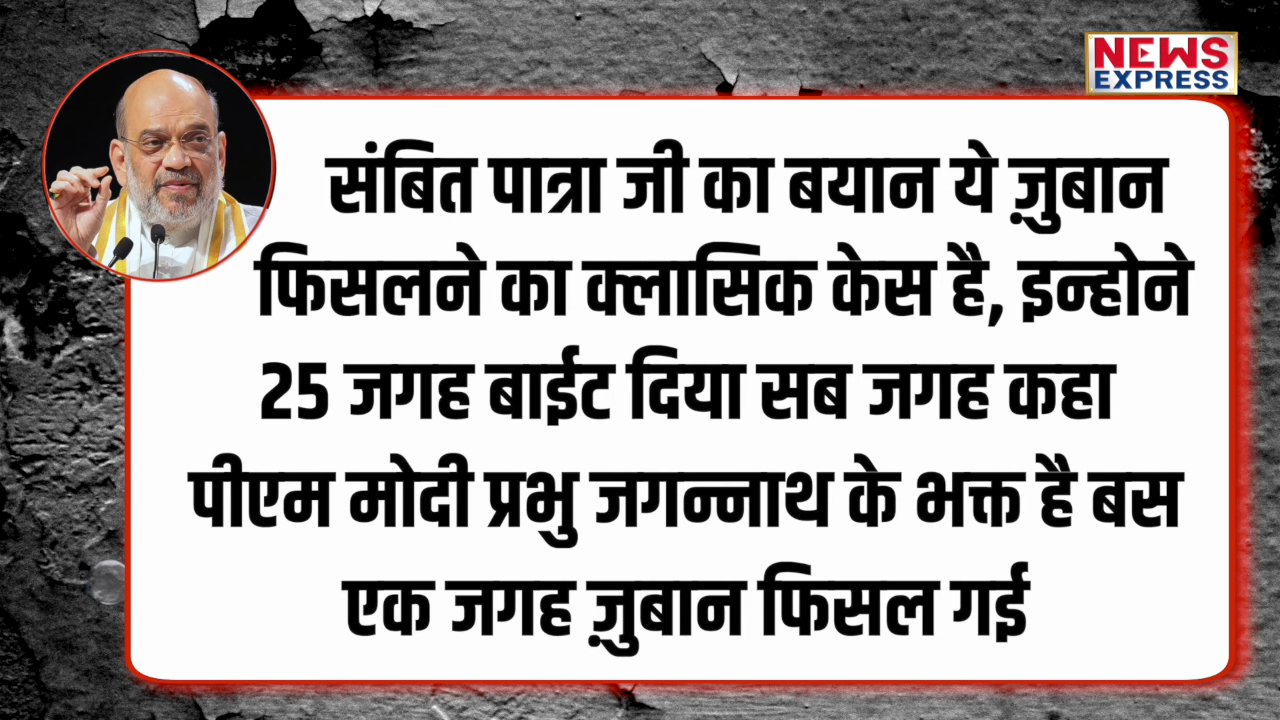 NEWS
EXPRESS
संबित पात्रा जी का बयान ये ज़ुबान
फिसलने का क्लासिक केस है, इन्होने
25 जगह बाईट दिया सब जगह कहा
पीएम मोदी प्रभु जगन्नाथ के भक्त है बस
एक जगह ज़ुबान फिसल गई